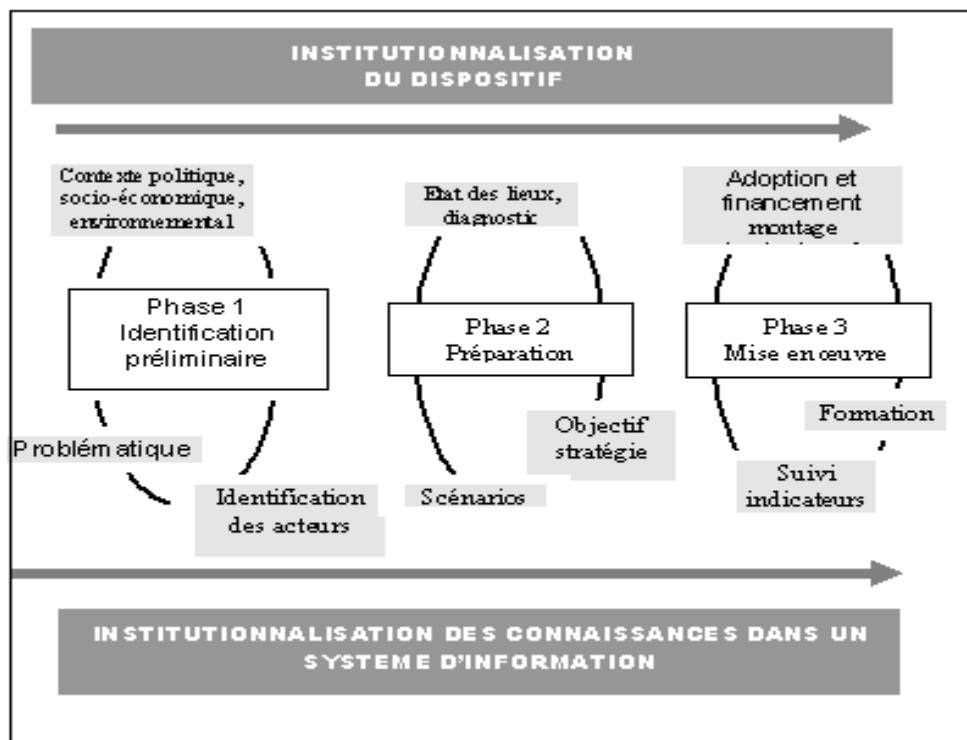 INSTITUTIONNALISATION
DU DISPOSITIF
Contexte politique,
socio-économique,
environnemental
Etat des lieux,
diagnostic
Adoption et
financement
montage
Phase 1
Identification
préliminaire
Phase 2
Préparation
Phase 3
Mise en œuvre
Problématique
Identification
des acteurs
Scénarios
Objectif
stratégie
Formation
Suivi
indicateurs
INSTITUTIONNALISATION DES CONNAISSANCES DANS UN
SYSTEME D'INFORMATION